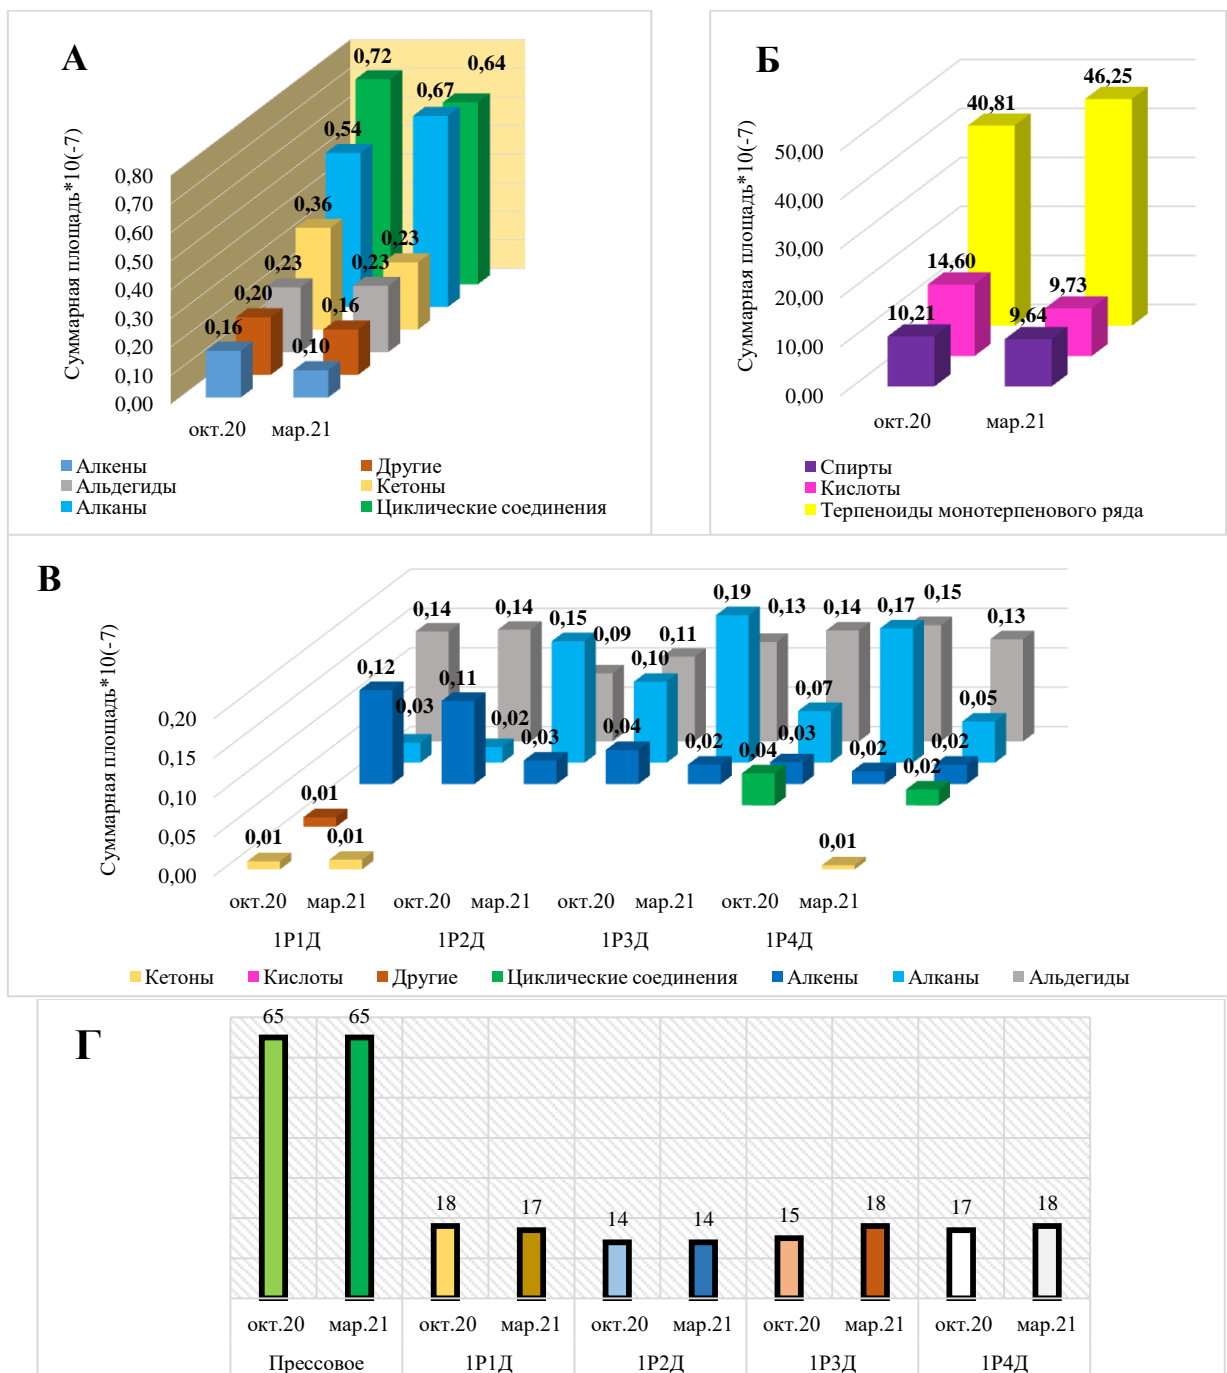 А
Суммарная площадь*10(-7)
0,80
0,70
0,60
0,50
0,40
0,30
0,20
0,10
0,00
0,72
0,64
0,67
0,54
0,36
0,23
0,23
0,23
0,20
0,16
0,16
0,10
окт.20 мар.21
Алкены Другие
Альдегиды Кетоны
Алканы Циклические соединения
Б
Суммарная площадь*10(-7)
50,00
40,00
30,00
20,00
10,00
0,00
46,25
40,81
14,60
9,73
10,21
9,64
окт.20 мар.21
Спирты
Кислоты
Терпеноиды монотерпенового ряда
В
Суммарная площадь*10(-7)
0,20
0,15
0,10
0,05
0,00
0,14 0,14 0,09 0,11 0,13 0,14 0,15 0,13
0,03 0,02 0,15 0,10 0,19 0,07 0,17 0,05
0,12 0,11 0,03 0,04 0,02 0,03 0,02 0,02
0,04 0,02
0,01
0,01 0,01 0,01
окт.20 мар.21 окт.20 мар.21 окт.20 мар.21 окт.20 мар.21
1Р1Д 1Р2Д 1Р3Д 1Р4Д
Кетоны Кислоты Другие Циклические соединения Алкены Алканы Альдегиды
Г
65 65 18 17 14 14 15 18 17 18
окт.20 мар.21 окт.20 мар.21 окт.20 мар.21 окт.20 мар.21 окт.20 мар.21
Прессовое 1Р1Д 1Р2Д 1Р3Д 1Р4Д